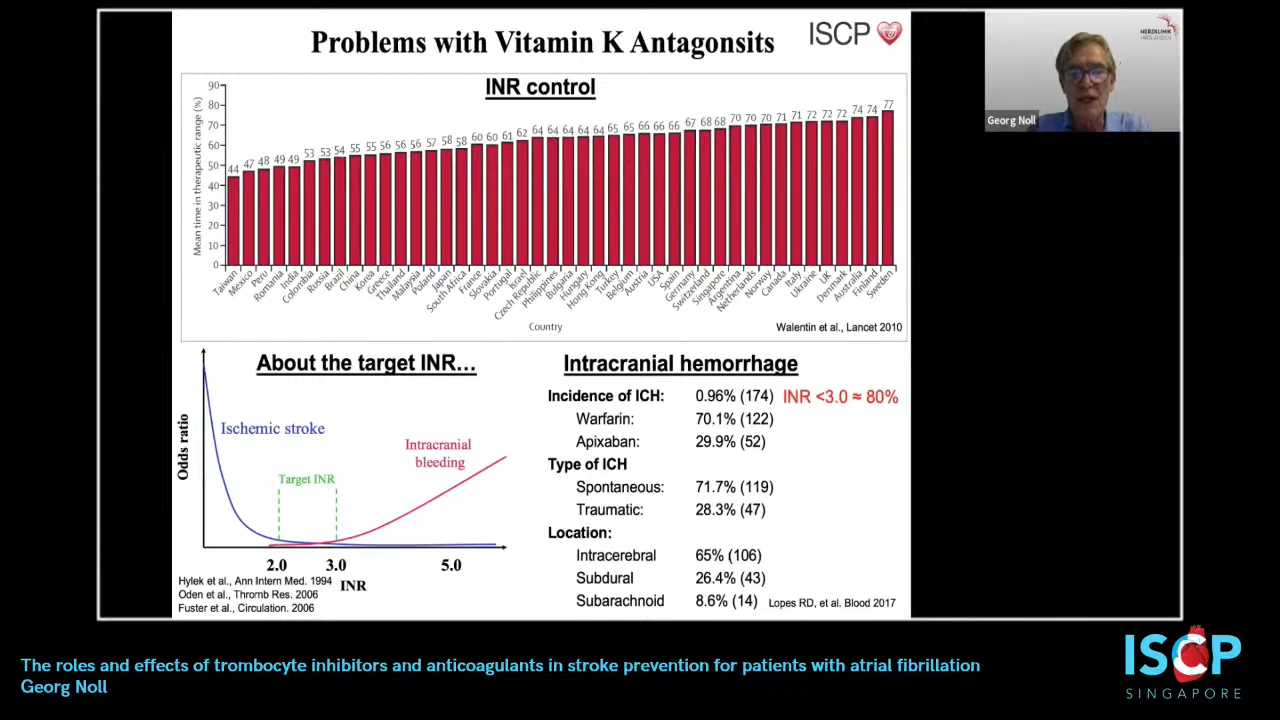 Problems with Vitamin K Antagonsits
ISCP
HERZKLINIK
HIRSLANDEN
Georg Noll
INR control
Mean time in therapeutic range (%)
90
80
70
60
50
40
30
20
10
0
44 47 48 49 49 53 53 54 55 55 56 56 56 57 58 58 60 60 61 62 64 64 64 64 64 65 65 66 66 66 67 68 68 70 70 70 71 71 72 72 72 74 74 77
Taiwan Mexico Peru Romania India Colombia Russia Brazil China Korea Greece Thailand Malaysia Poland Japan South Africa France Slovakia Portugal Israel Czech Republic Philippines Bulgaria Hungary Hong Kong Turkey Belgium Austria USA Spain Germany Switzerland Singapore Argentina Netherlands Norway Canada Italy Ukraine UK Denmark Australia Finland Sweden
Country
Walentin et al., Lancet 2010
About the target INR...
Odds ratio
Ischemic stroke
Intracranial
bleeding
Target INR
2.0 3.0 5.0
INR
Hylek et al., Ann Intern Med. 1994
Oden et al., Thromb Res. 2006
Fuster et al., Circulation. 2006
Intracranial hemorrhage
Incidence of ICH: 0.96% (174) INR <3.0 ≈ 80%
Warfarin: 70.1% (122)
Apixaban: 29.9% (52)
Type of ICH
Spontaneous: 71.7% (119)
Traumatic: 28.3% (47)
Location:
Intracerebral 65% (106)
Subdural 26.4% (43)
Subarachnoid 8.6% (14)
Lopes RD, et al. Blood 2017
The roles and effects of trombocyte inhibitors and anticoagulants in stroke prevention for patients with atrial fibrillation
Georg Noll
ISCP
SINGAPORE